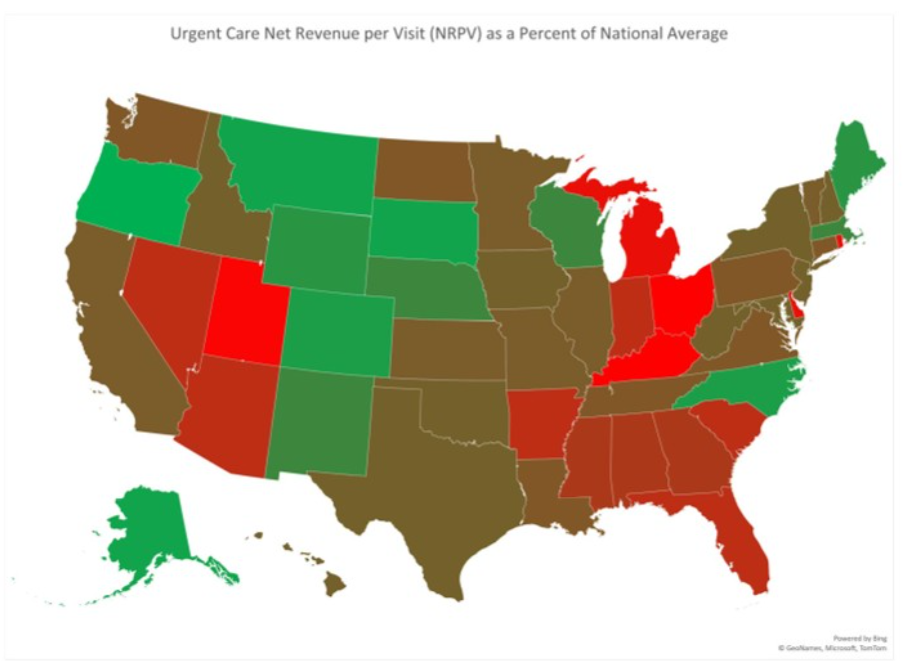 Urgent Care Net Revenue per Visit (NRPV) as a Percent of National Average
Powered by Bing
© GeoNames, Microsoft, TomTom